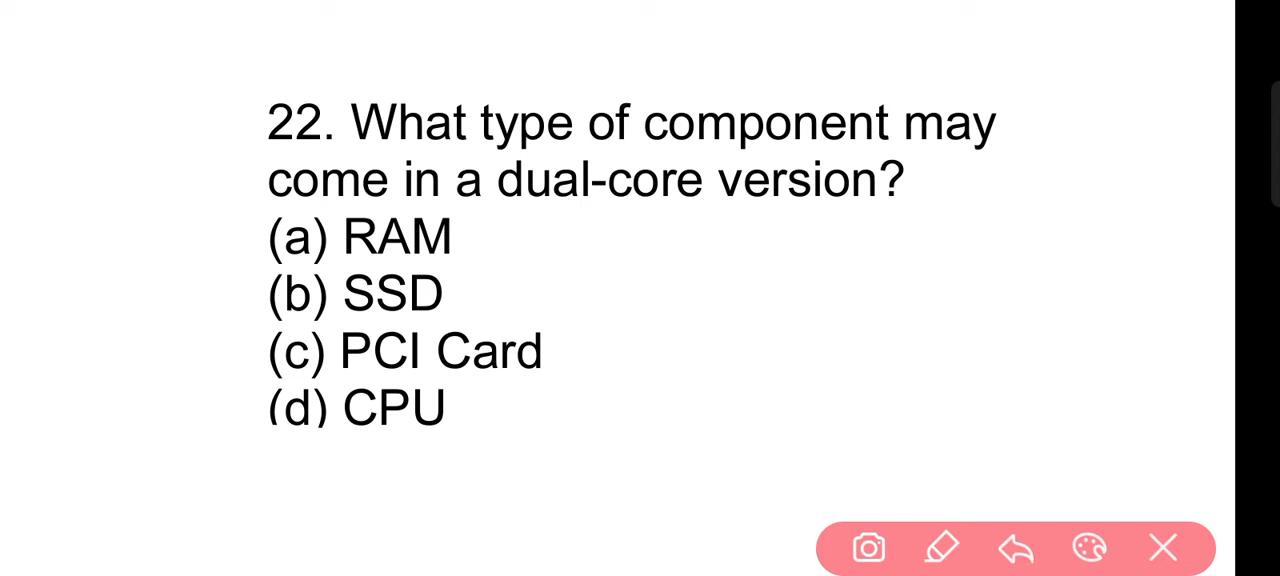 22. What type of component may
come in a dual-core version?
(a) RAM
(b) SSD
(c) PCI Card
(d) CPU